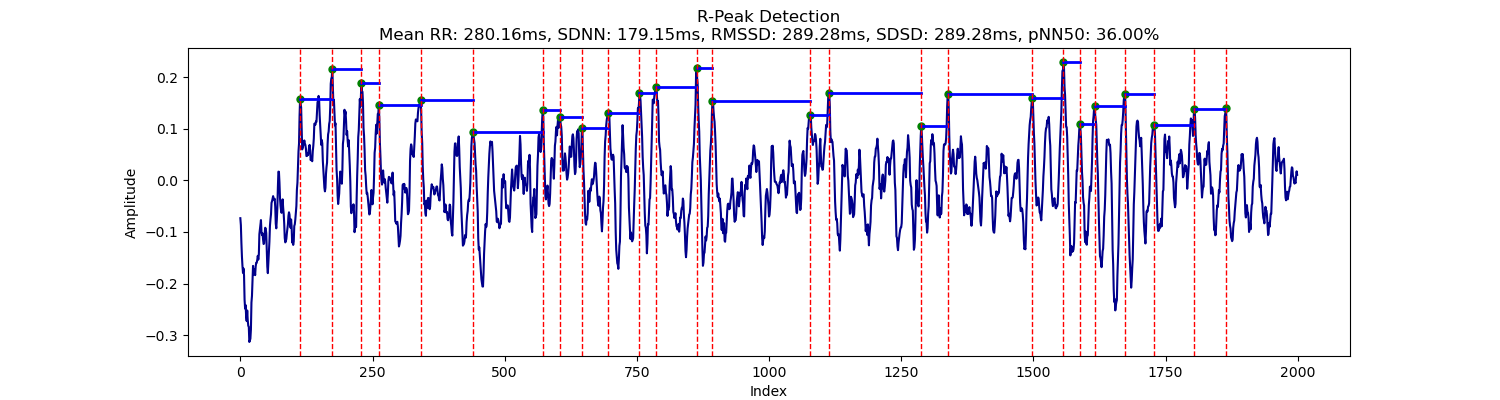 R-Peak Detection
Mean RR: 280.16ms, SDNN: 179.15ms, RMSSD: 289.28ms, SDSD: 289.28ms, pNN50: 36.00%
Amplitude
0.2
0.1
0.0
−0.1
−0.2
−0.3
0 250 500 750 1000 1250 1500 1750 2000
Index